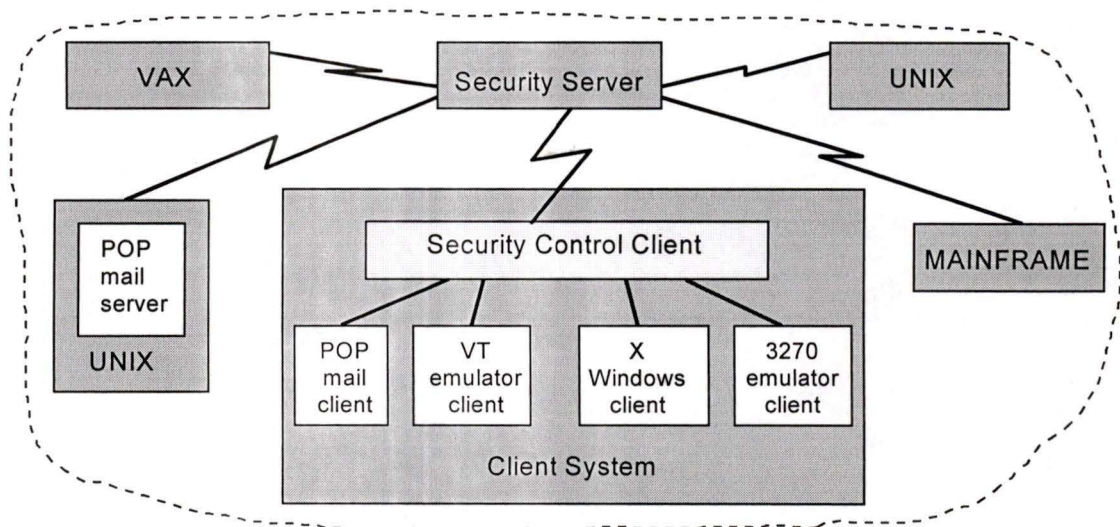 VAX
Security Server
UNIX
POP
mail
server
UNIX
Security Control Client
MAINFRAME
POP
mail
client
VT
emulator
client
X
Windows
client
3270
emulator
client
Client System